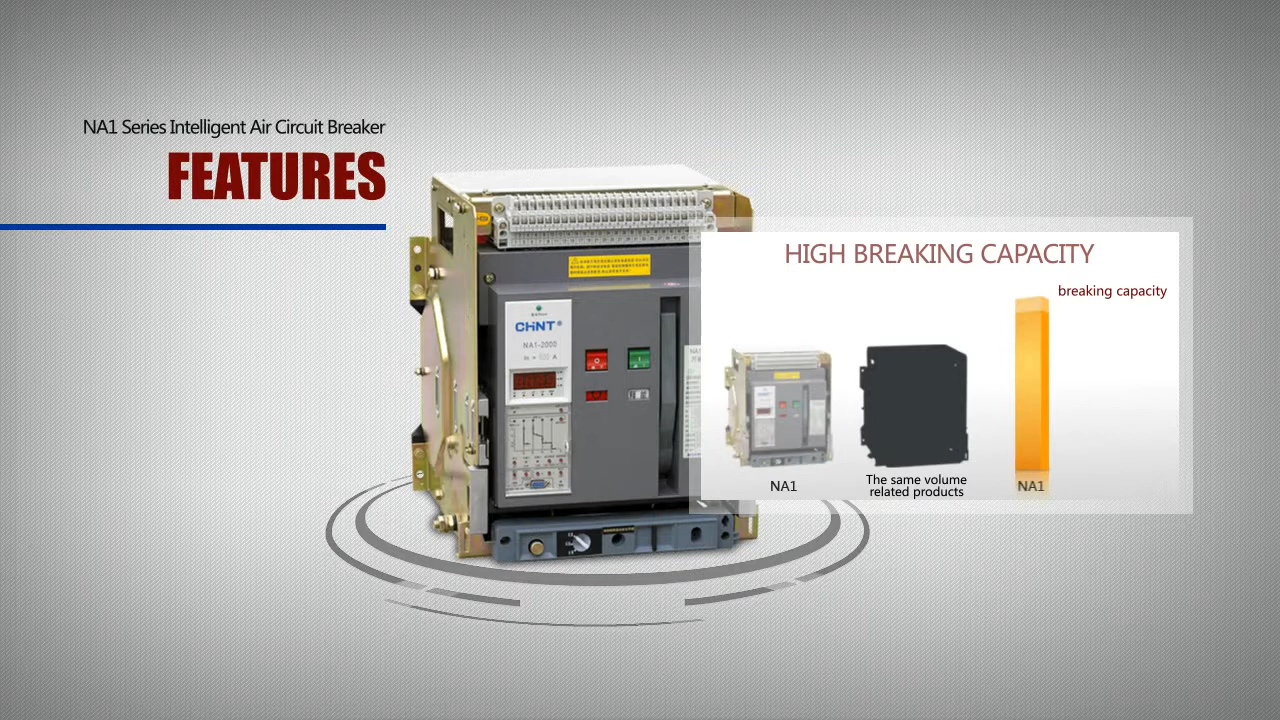 NA1 Series Intelligent Air Circuit Breaker
FEATURES
HIGH BREAKING CAPACITY
breaking capacity
CHNT®
NA1-2000
NA1
The same volume
related products
NA1